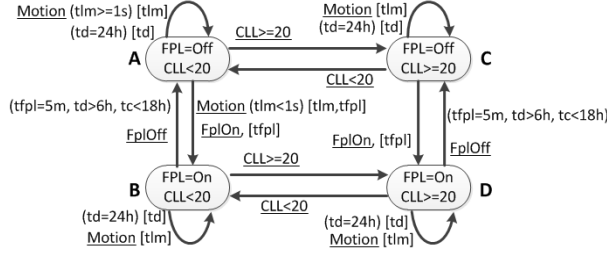 Motion (tlm>=1s) [tlm]
(td=24h) [td]
Motion [tlm]
(td=24h) [td]
A
FPL=Off
CLL<20
CLL>=20
CLL<20
FPL=Off
CLL>=20
C
(tfpl=5m, td>6h, tc<18h)
FplOff
Motion (tlm<1s) [tlm,tfpl]
FplOn, [tfpl]
FplOn, [tfpl]
(tfpl=5m, td>6h, tc<18h)
FplOff
B
FPL=On
CLL<20
CLL>=20
CLL<20
FPL=On
CLL>=20
D
(td=24h) [td]
Motion [tlm]
(td=24h) [td]
Motion [tlm]